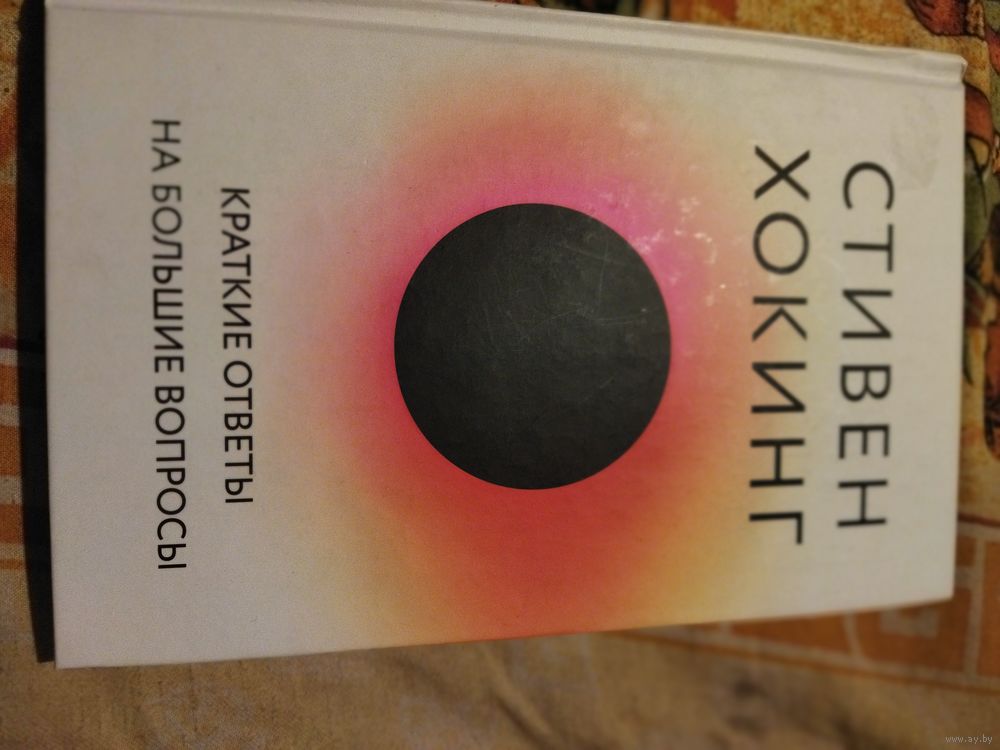 СТИВЕН
ХОКИНГ
КРАТКИЕ ОТВЕТЫ
НА БОЛЬШИЕ ВОПРОСЫ
www.ay.by